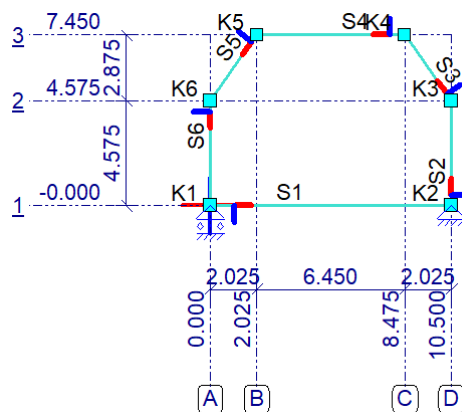 3 7.450 K5 S4 K4
2.875 S5 S3
2 4.575 K6 K3
4.575 S6 S2
1 -0.000 K1 S1 K2
2.025 6.450 2.025
0.000 2.025 8.475 10.500
A B C D